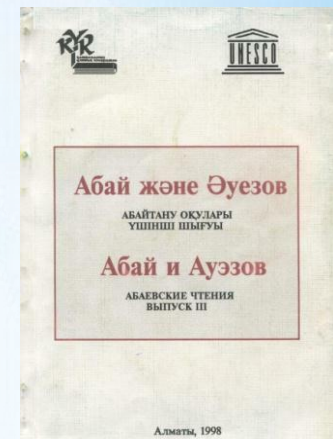 UNESCO
Абай және Әуезов
АБАЙТАНУ ОҚУЛАРЫ
ҮШІНШІ ШЫҒУЫ
Абай и Ауэзов
АБАЕВСКИЕ ЧТЕНИЯ
ВЫПУСК III
Алматы, 1998